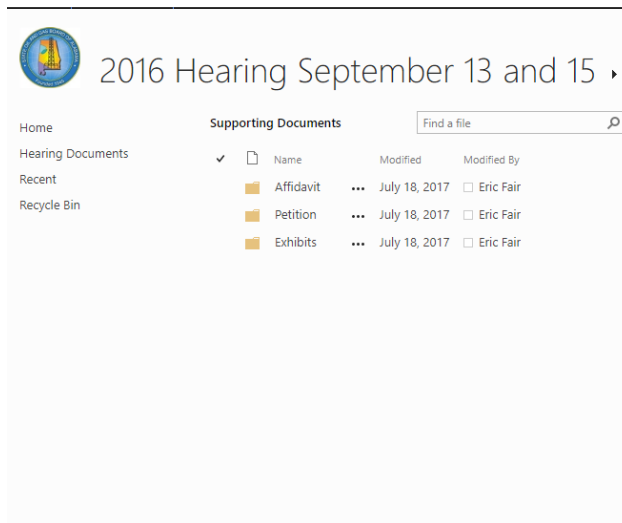 2016 Hearing September 13 and 15
Home
Hearing Documents
Recent
Recycle Bin
Supporting Documents
Find a file
Name Modified Modified By
Affidavit ... July 18, 2017 Eric Fair
Petition ... July 18, 2017 Eric Fair
Exhibits ... July 18, 2017 Eric Fair